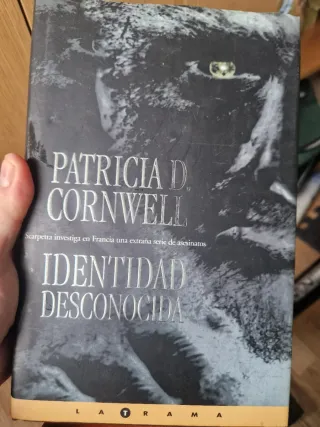 PATRICIA D.
CORNWELL
Scarpetta investiga en Francia una extraña serie de asesinatos
IDENTIDAD
DESCONOCIDA
LA TRAMA